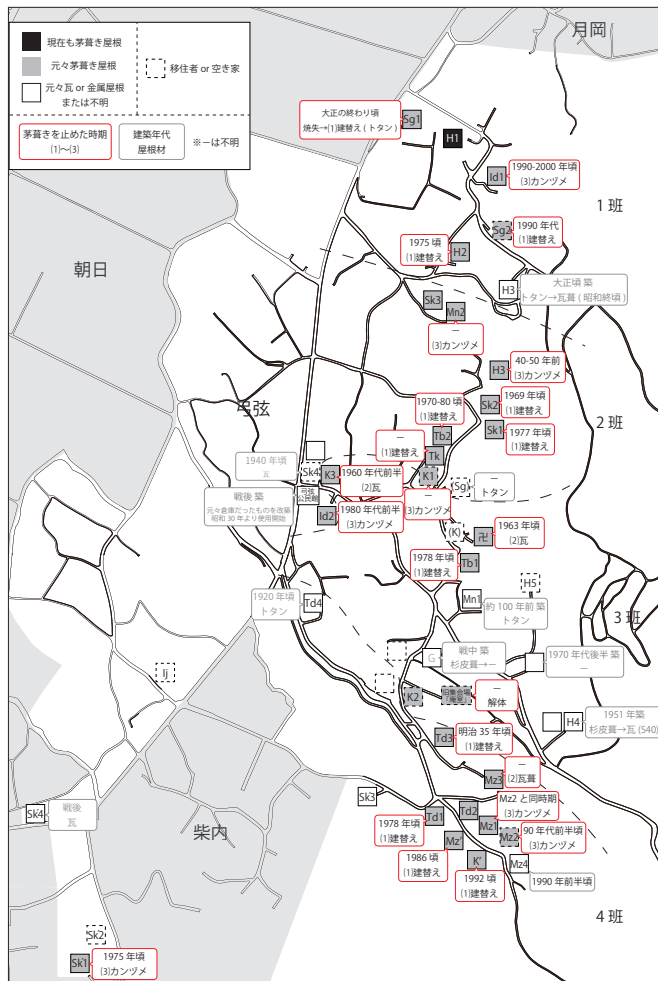 現在も茅葺き屋根
元々茅葺き屋根
元々瓦 or 金属屋根
または不明
移住者 or 空き家
茅葺きを止めた時期
(1)〜(3)
建築年代
屋根材
※ーは不明
月岡
大正の終わり頃
焼失→(1)建替え ( トタン )
Sg1
H1
Id1
1990-2000 年頃
(3)カンヅメ
1 班
Sg2
1990 年代
(1)建替え
1975 頃
(1)建替え
H2
朝日
H3
大正頃 築
トタン→瓦葺 ( 昭和終頃 )
Sk3
Mn2
ー
(3)カンヅメ
H3
40-50 年前
(3)カンヅメ
1970-80 頃
(1)建替え
Sk2
1969 年頃
(1)建替え
弓弦
2 班
Tb2
Sk1
1977 年頃
(1)建替え
ー
(1)建替え
Tk
1940 年頃
瓦
Sk4
K3
1960 年代前半
(2)瓦
K1
(Sg)
ー
トタン
戦後 築
元々倉庫だったものを改築
昭和 30 年より使用開始
弓弦
公民館
Id2
1980 年代前半
(3)カンヅメ
ー
(3)カンヅメ
(K)
卍
1963 年頃
(2)瓦
1978 年頃
(1)建替え
Tb1
H5
1920 年頃
トタン
Td4
Mn1
約 100 年前 築
トタン
3 班
G
戦中 築
杉皮葺→ー
1970 年代後半 築
ー
Ij
K2
旧集会場
ー
解体
H4
1951 年築
杉皮葺→瓦 (S40)
Td3
明治 35 年頃
(1)建替え
Mz3
ー
(2)瓦葺
Sk3
Sk4
戦後
瓦
柴内
1978 年頃
(1)建替え
Td1
Td2
Mz1
Mz2 と同時期
(3)カンヅメ
Mz2
90 年代前半頃
(3)カンヅメ
1986 頃
(1)建替え
Mz'
K'
1992 頃
(1)建替え
Mz4
1990 年前半頃
4 班
Sk2
Sk1
1975 年頃
(3)カンヅメ